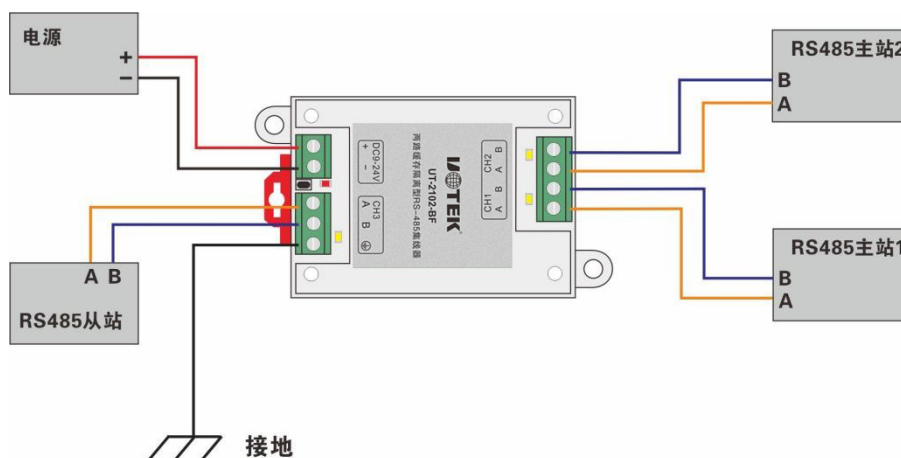 电源
+
−
RS485主站2
B
A
DC9-24V
+ −
CH3
A B
UTEK
UT-2102-BF
两路缓存隔离型RS-485集线器
CH2
B A
CH1
B A
RS485主站1
B
A
A B
RS485从站
接地